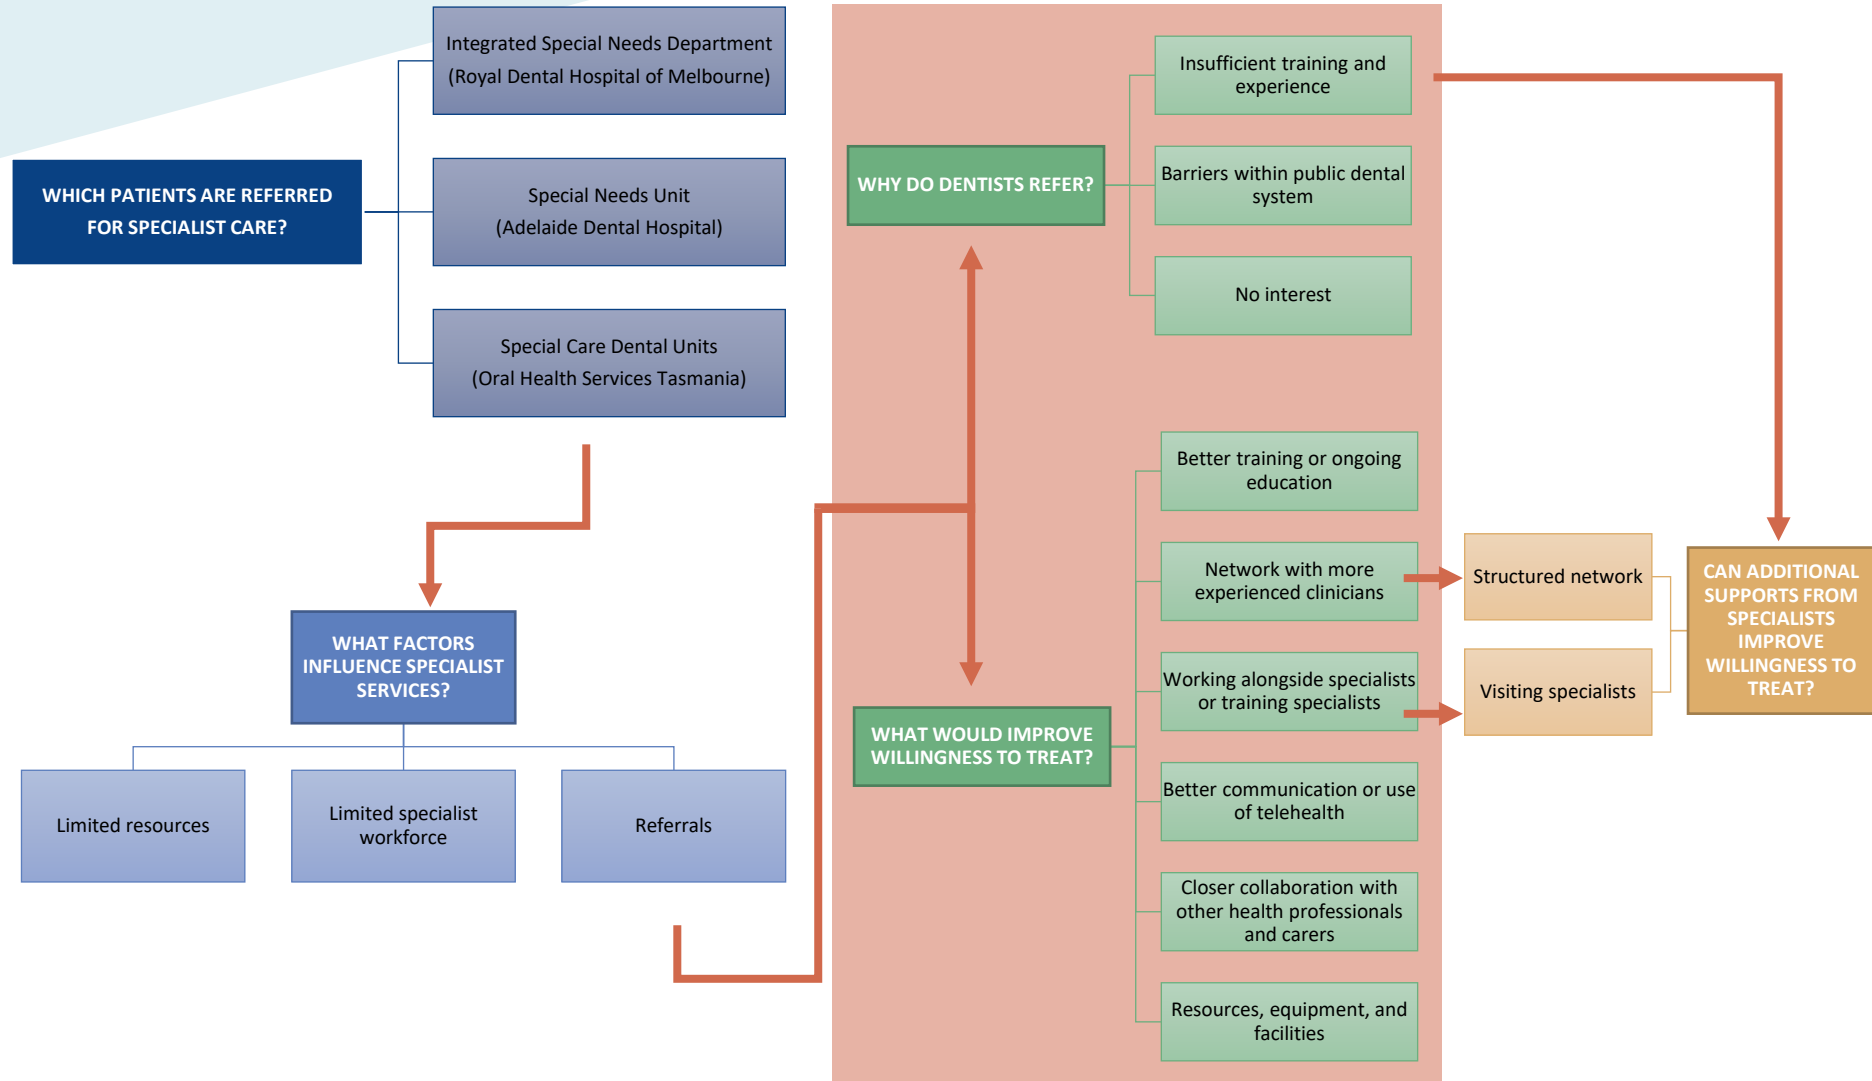 Integrated Special Needs Department
(Royal Dental Hospital of Melbourne)
WHICH PATIENTS ARE REFERRED
FOR SPECIALIST CARE?
Special Needs Unit
(Adelaide Dental Hospital)
Special Care Dental Units
(Oral Health Services Tasmania)
WHAT FACTORS
INFLUENCE SPECIALIST
SERVICES?
Limited resources
Limited specialist
workforce
Referrals
WHY DO DENTISTS REFER?
Insufficient training and
experience
Barriers within public dental
system
No interest
WHAT WOULD IMPROVE
WILLINGNESS TO TREAT?
Better training or ongoing
education
Network with more
experienced clinicians
Working alongside specialists
or training specialists
Better communication or use
of telehealth
Closer collaboration with
other health professionals
and carers
Resources, equipment, and
facilities
Structured network
Visiting specialists
CAN ADDITIONAL
SUPPORTS FROM
SPECIALISTS
IMPROVE
WILLINGNESS TO
TREAT?